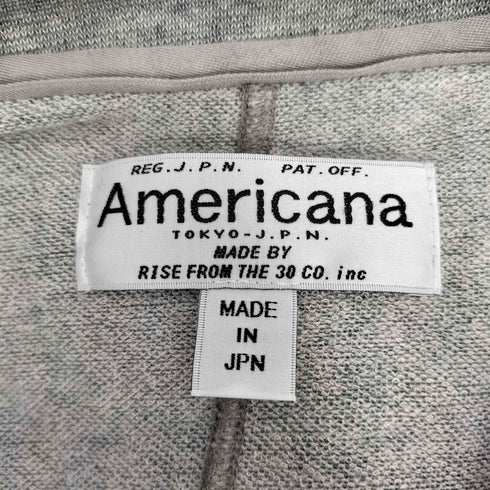 REG.J.P.N. PAT.OFF.
Americana
TOKYO-J.P.N.
MADE BY
RISE FROM THE 30 CO. inc
MADE
IN
JPN